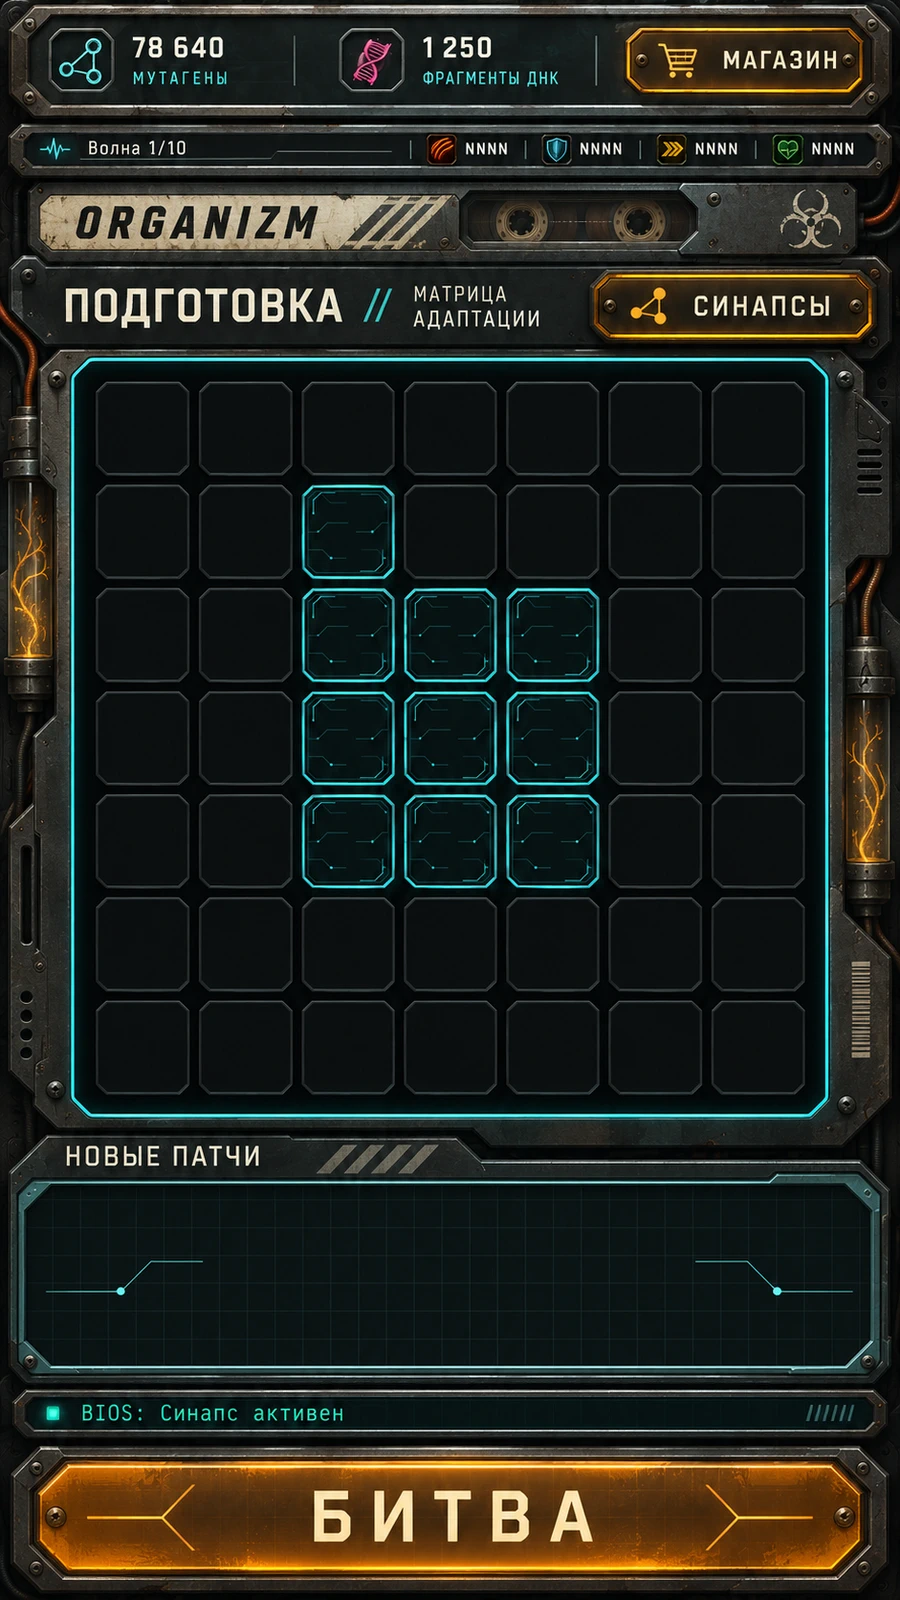 78 640
МУТАГЕНЫ
1 250
ФРАГМЕНТЫ ДНК
МАГАЗИН
Волна 1/10
NNNN
NNNN
NNNN
NNNN
ORGANIZM
ПОДГОТОВКА //
МАТРИЦА
АДАПТАЦИИ
СИНАПСЫ
НОВЫЕ ПАТЧИ
BIOS: Синапс активен
БИТВА